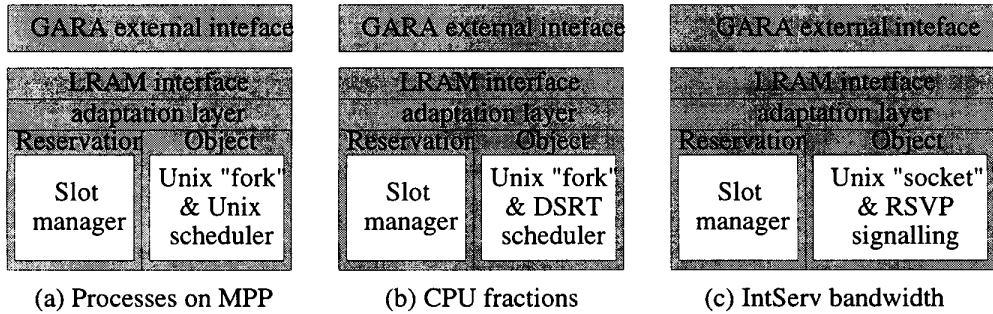 GARA external inteface
LRAM interface
adaptation layer
Reservation Object
Slot manager
Unix "fork" & Unix scheduler
(a) Processes on MPP
GARA external inteface
LRAM interface
adaptation layer
Reservation Object
Slot manager
Unix "fork" & DSRT scheduler
(b) CPU fractions
GARA external inteface
LRAM interface
adaptation layer
Reservation Object
Slot manager
Unix "socket" & RSVP signalling
(c) IntServ bandwidth